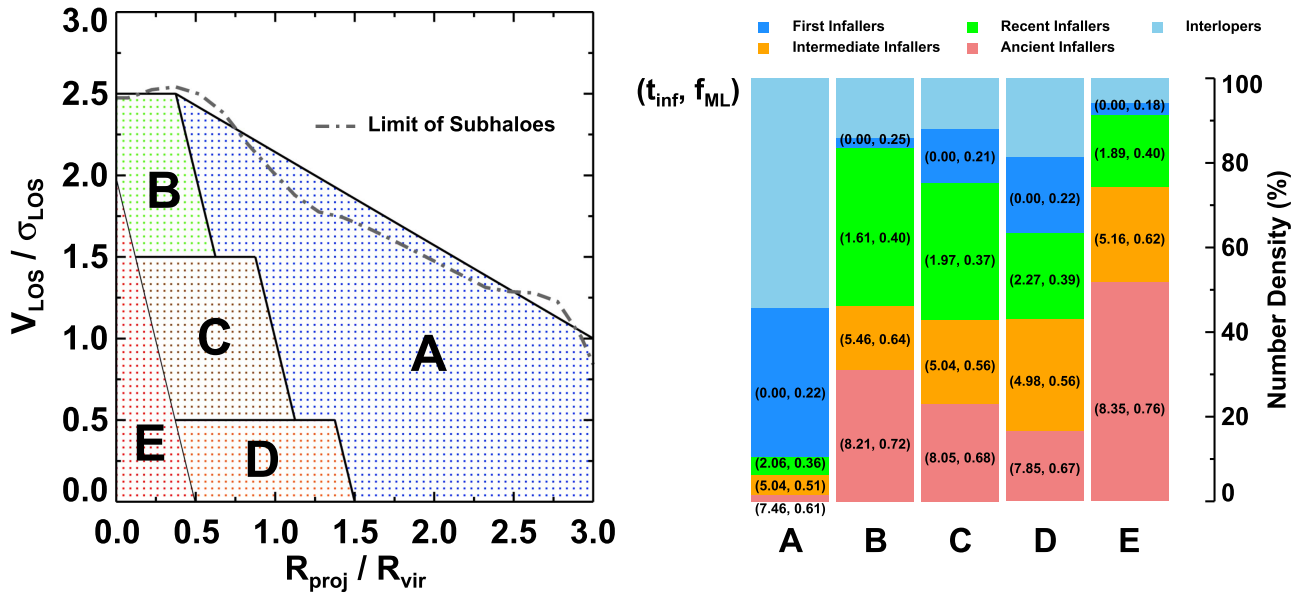 3.0
2.5
2.0
1.5
1.0
0.5
0.0
V_LOS / σ_LOS
Limit of Subhaloes
B
C
A
E
D
0.0 0.5 1.0 1.5 2.0 2.5 3.0
R_proj / R_vir
First Infallers Recent Infallers Interlopers
Intermediate Infallers Ancient Infallers
(t_inf, f_ML)
(0.00, 0.22)
(2.06, 0.36)
(5.04, 0.51)
(7.46, 0.61)
(0.00, 0.25)
(1.61, 0.40)
(5.46, 0.64)
(8.21, 0.72)
(0.00, 0.21)
(1.97, 0.37)
(5.04, 0.56)
(8.05, 0.68)
(0.00, 0.22)
(2.27, 0.39)
(4.98, 0.56)
(7.85, 0.67)
(0.00, 0.18)
(1.89, 0.40)
(5.16, 0.62)
(8.35, 0.76)
100
80
60
40
20
0
Number Density (%)
A B C D E